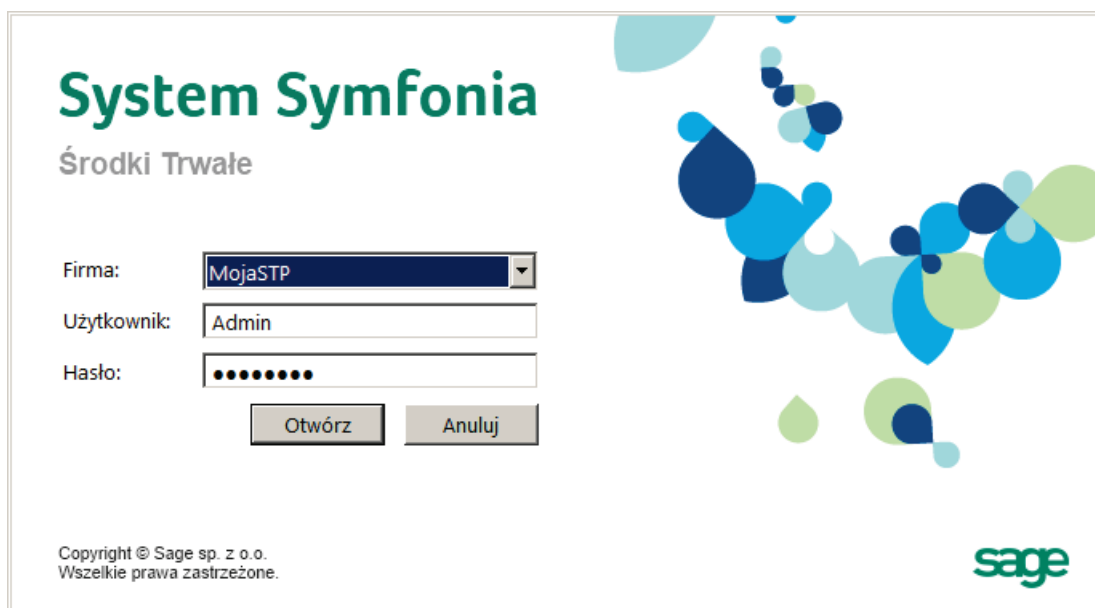 System Symfonia
Środki Trwałe
Firma: MojaSTP
Użytkownik: Admin
Hasło: ●●●●●●●●
Otwórz Anuluj
Copyright © Sage sp. z o.o.
Wszelkie prawa zastrzeżone.
sage